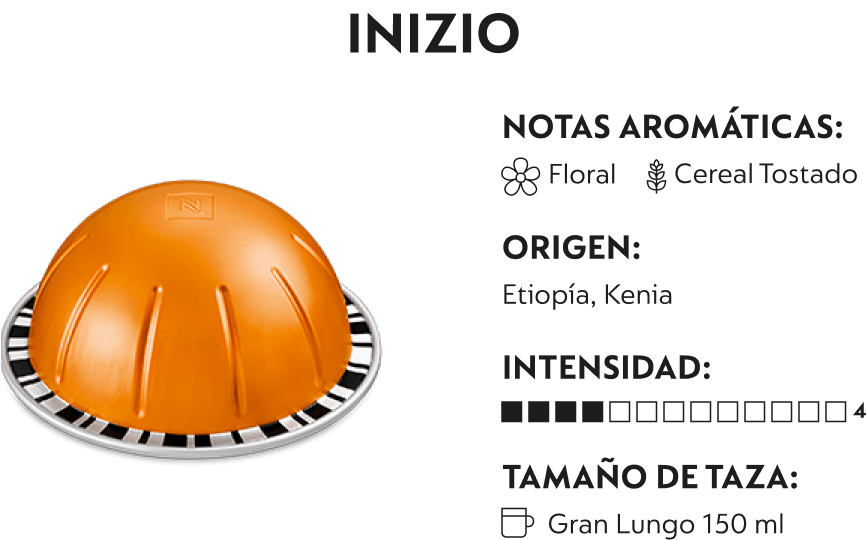 INIZIO
NOTAS AROMÁTICAS:
Floral Cereal Tostado
ORIGEN:
Etiopía, Kenia
INTENSIDAD:
4
TAMAÑO DE TAZA:
Gran Lungo 150 ml
N